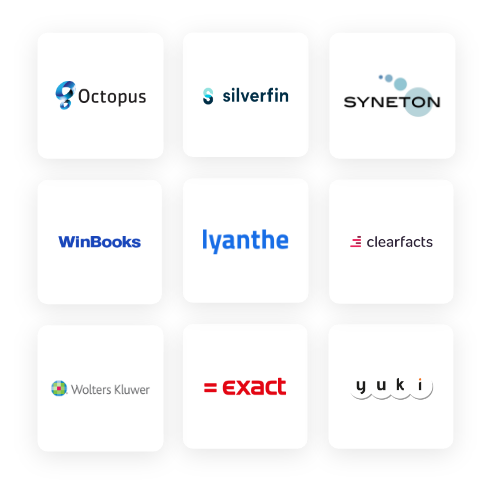 Octopus
silverfin
SYNETON
WinBooks
lyanthe
clearfacts
Wolters Kluwer
= exact
yuki